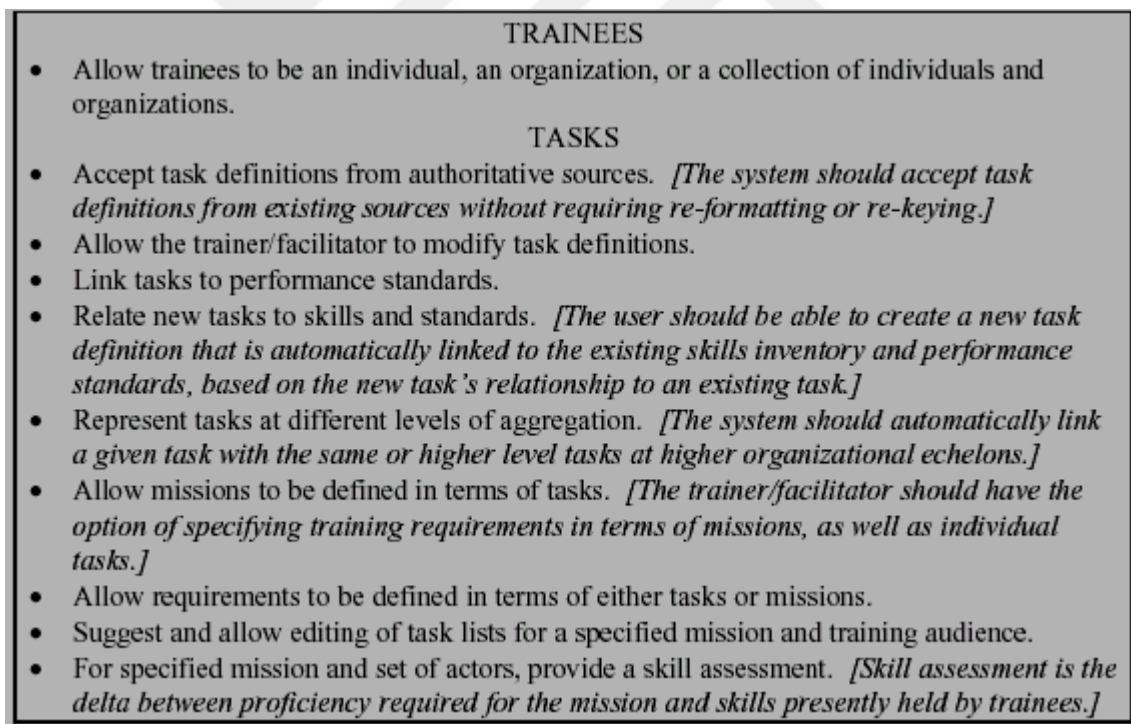 TRAINEES
• Allow trainees to be an individual, an organization, or a collection of individuals and
organizations.
TASKS
• Accept task definitions from authoritative sources. [The system should accept task
definitions from existing sources without requiring re-formatting or re-keying.]
• Allow the trainer/facilitator to modify task definitions.
• Link tasks to performance standards.
• Relate new tasks to skills and standards. [The user should be able to create a new task
definition that is automatically linked to the existing skills inventory and performance
standards, based on the new task's relationship to an existing task.]
• Represent tasks at different levels of aggregation. [The system should automatically link
a given task with the same or higher level tasks at higher organizational echelons.]
• Allow missions to be defined in terms of tasks. [The trainer/facilitator should have the
option of specifying training requirements in terms of missions, as well as individual
tasks.]
• Allow requirements to be defined in terms of either tasks or missions.
• Suggest and allow editing of task lists for a specified mission and training audience.
• For specified mission and set of actors, provide a skill assessment. [Skill assessment is the
delta between proficiency required for the mission and skills presently held by trainees.]